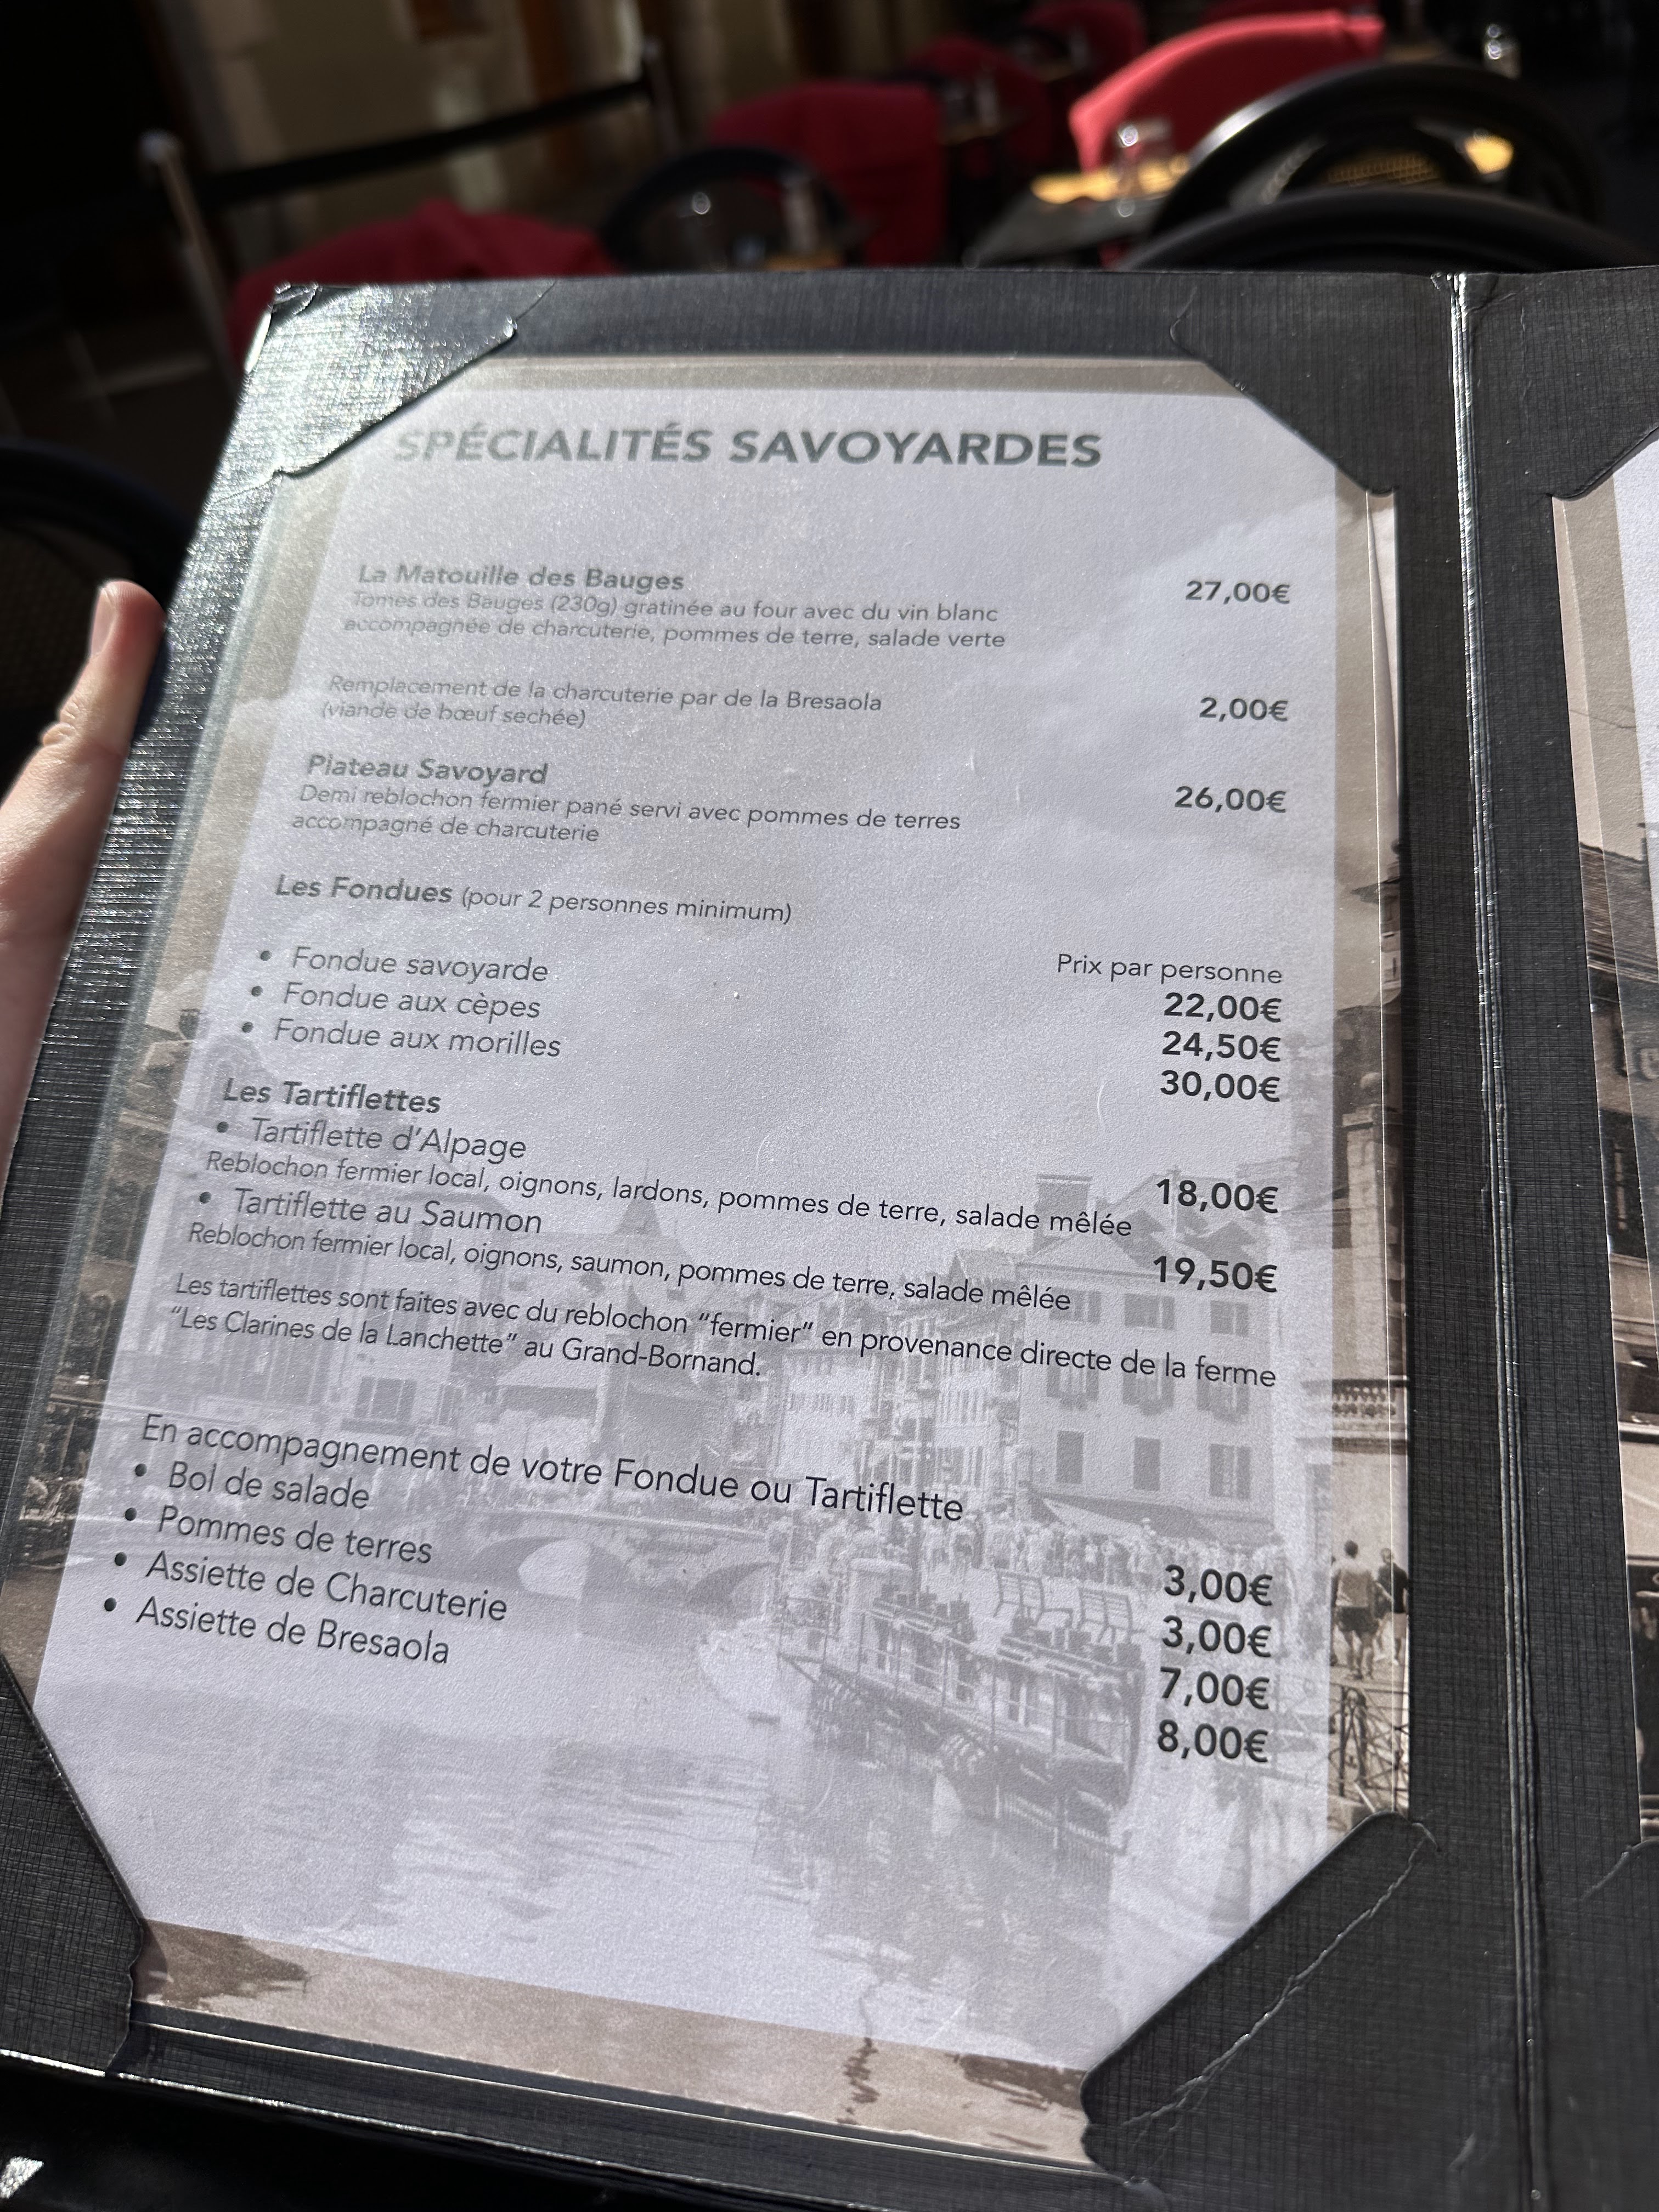 SPÉCIALITÉS SAVOYARDES
La Matouille des Bauges 27,00€
Tomes des Bauges (230g) gratinée au four avec du vin blanc
accompagnée de charcuterie, pommes de terre, salade verte
Remplacement de la charcuterie par de la Bresaola 2,00€
(viande de bœuf sechée)
Plateau Savoyard 26,00€
Demi reblochon fermier pané servi avec pommes de terres
accompagné de charcuterie
Les Fondues (pour 2 personnes minimum)
Prix par personne
• Fondue savoyarde 22,00€
• Fondue aux cèpes 24,50€
• Fondue aux morilles 30,00€
Les Tartiflettes
• Tartiflette d'Alpage 18,00€
Reblochon fermier local, oignons, lardons, pommes de terre, salade mêlée
• Tartiflette au Saumon 19,50€
Reblochon fermier local, oignons, saumon, pommes de terre, salade mêlée
Les tartiflettes sont faites avec du reblochon "fermier" en provenance directe de la ferme
"Les Clarines de la Lanchette" au Grand-Bornand.
En accompagnement de votre Fondue ou Tartiflette
• Bol de salade 3,00€
• Pommes de terres 3,00€
• Assiette de Charcuterie 7,00€
• Assiette de Bresaola 8,00€